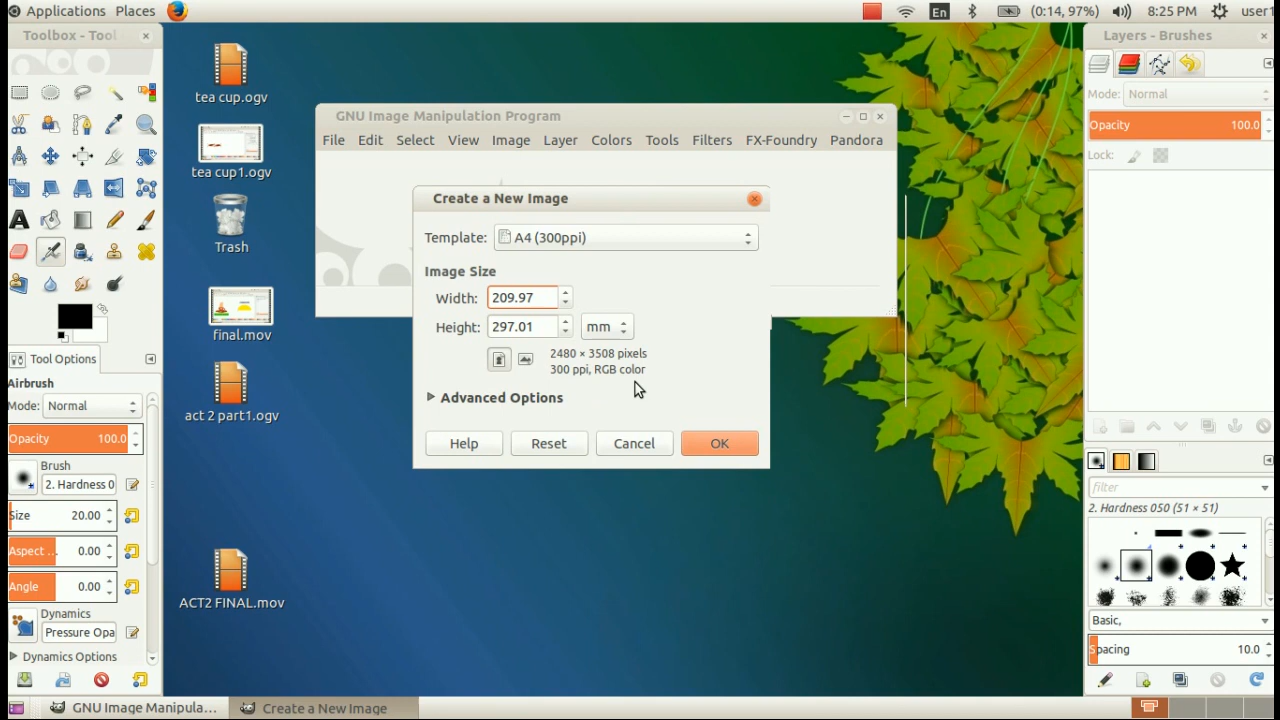 Applications Places En (0:14, 97%) 8:25 PM user1
Toolbox - Tool
Layers - Brushes
tea cup.ogv
tea cup1.ogv
Trash
final.mov
act 2 part1.ogv
ACT2 FINAL.mov
GNU Image Manipulation Program
File Edit Select View Image Layer Colors Tools Filters FX-Foundry Pandora
Create a New Image
Template: A4 (300ppi)
Image Size
Width: 209.97
Height: 297.01 mm
2480 × 3508 pixels
300 ppi, RGB color
Advanced Options
Help Reset Cancel OK
Tool Options
Airbrush
Mode: Normal
Opacity 100.0
Brush
2. Hardness 0
Size 20.00
Aspect ... 0.00
Angle 0.00
Dynamics
Pressure Opa
Dynamics Options
Mode: Normal
Opacity 100.0
Lock:
filter
2. Hardness 050 (51 × 51)
Basic,
Spacing 10.0
GNU Image Manipula... Create a New Image